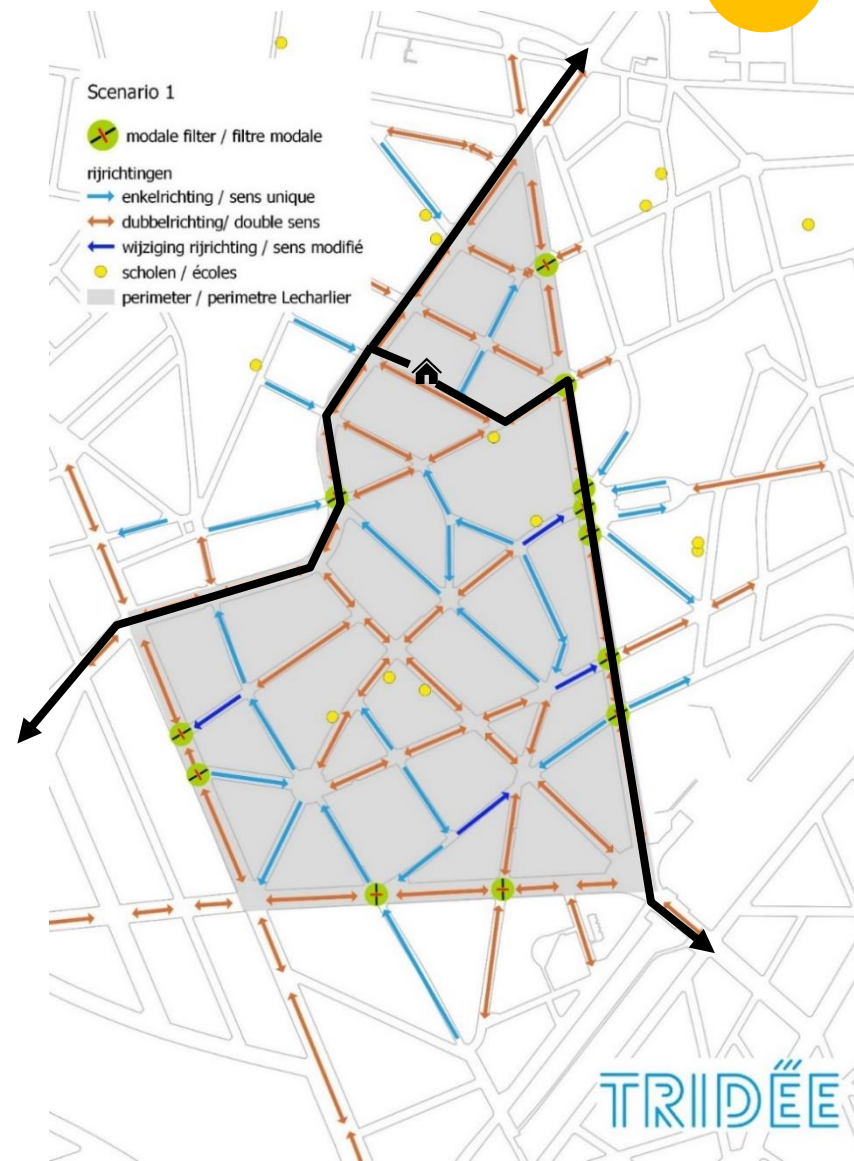 Scenario 1
modale filter / filtre modale
rijrichtingen
enkelrichting / sens unique
dubbelrichting/ double sens
wijziging rijrichting / sens modifié
scholen / écoles
perimeter / perimetre Lecharlier
TRIDËE